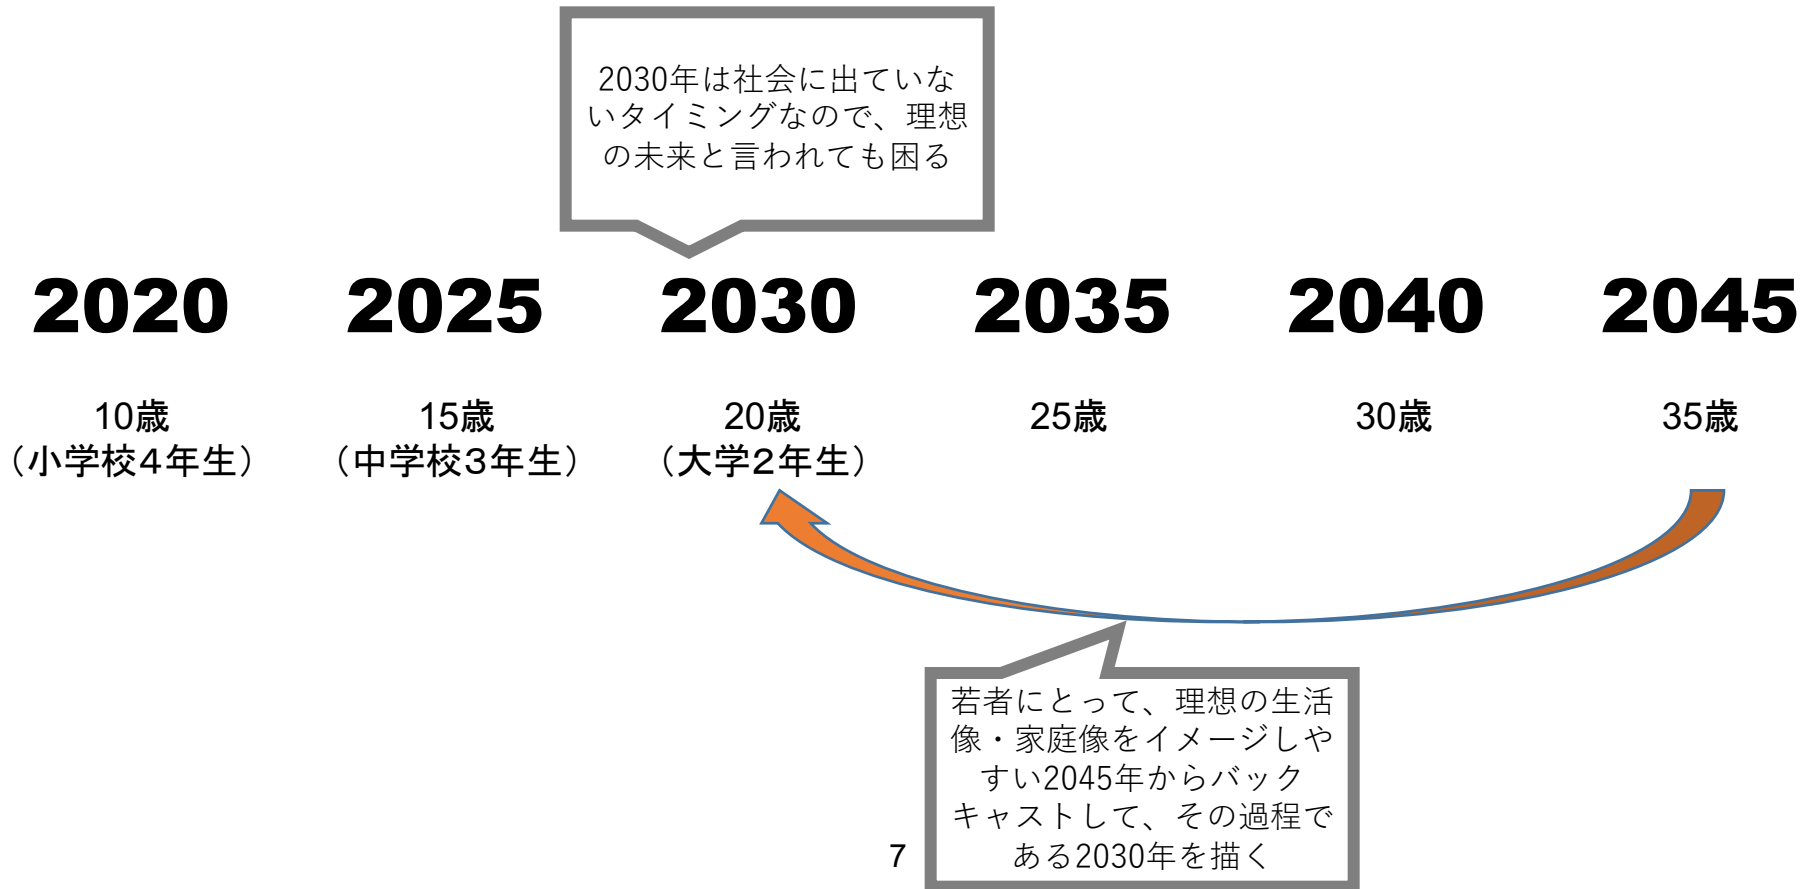 2030年は社会に出ていな
いタイミングなので、理想
の未来と言われても困る
2020 2025 2030 2035 2040 2045
10歳 15歳 20歳 25歳 30歳 35歳
（小学校４年生） （中学校３年生） （大学２年生）
若者にとって、理想の生活
像・家庭像をイメージしや
すい2045年からバック
キャストして、その過程で
ある2030年を描く
7